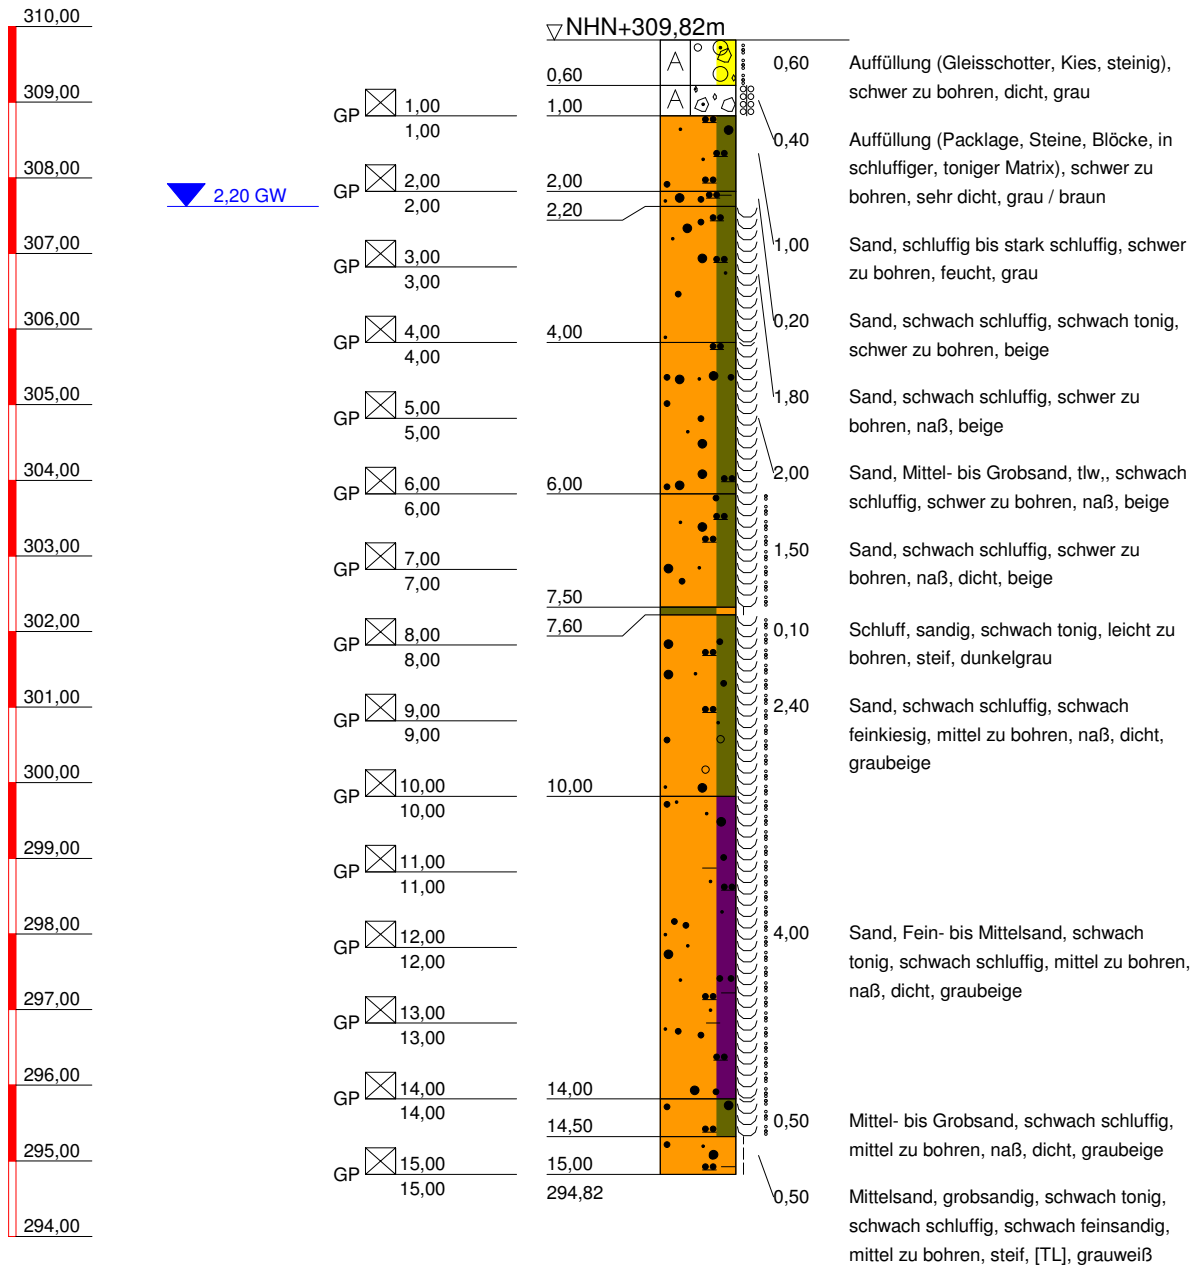 310,00
309,00
308,00
307,00
306,00
305,00
304,00
303,00
302,00
301,00
300,00
299,00
298,00
297,00
296,00
295,00
294,00
2,20 GW
GP 1,00
1,00
GP 2,00
2,00
GP 3,00
3,00
GP 4,00
4,00
GP 5,00
5,00
GP 6,00
6,00
GP 7,00
7,00
GP 8,00
8,00
GP 9,00
9,00
GP 10,00
10,00
GP 11,00
11,00
GP 12,00
12,00
GP 13,00
13,00
GP 14,00
14,00
GP 15,00
15,00
NHN+309,82m
0,60
1,00
2,00
2,20
4,00
6,00
7,50
7,60
10,00
14,00
14,50
15,00
294,82
A
A
0,60 Auffüllung (Gleisschotter, Kies, steinig),
schwer zu bohren, dicht, grau
0,40 Auffüllung (Packlage, Steine, Blöcke, in
schluffiger, toniger Matrix), schwer zu
bohren, sehr dicht, grau / braun
1,00 Sand, schluffig bis stark schluffig, schwer
zu bohren, feucht, grau
0,20 Sand, schwach schluffig, schwach tonig,
schwer zu bohren, beige
1,80 Sand, schwach schluffig, schwer zu
bohren, naß, beige
2,00 Sand, Mittel- bis Grobsand, tlw,, schwach
schluffig, schwer zu bohren, naß, beige
1,50 Sand, schwach schluffig, schwer zu
bohren, naß, dicht, beige
0,10 Schluff, sandig, schwach tonig, leicht zu
bohren, steif, dunkelgrau
2,40 Sand, schwach schluffig, schwach
feinkiesig, mittel zu bohren, naß, dicht,
graubeige
4,00 Sand, Fein- bis Mittelsand, schwach
tonig, schwach schluffig, mittel zu bohren,
naß, dicht, graubeige
0,50 Mittel- bis Grobsand, schwach schluffig,
mittel zu bohren, naß, dicht, graubeige
0,50 Mittelsand, grobsandig, schwach tonig,
schwach schluffig, schwach feinsandig,
mittel zu bohren, steif, [TL], grauweiß